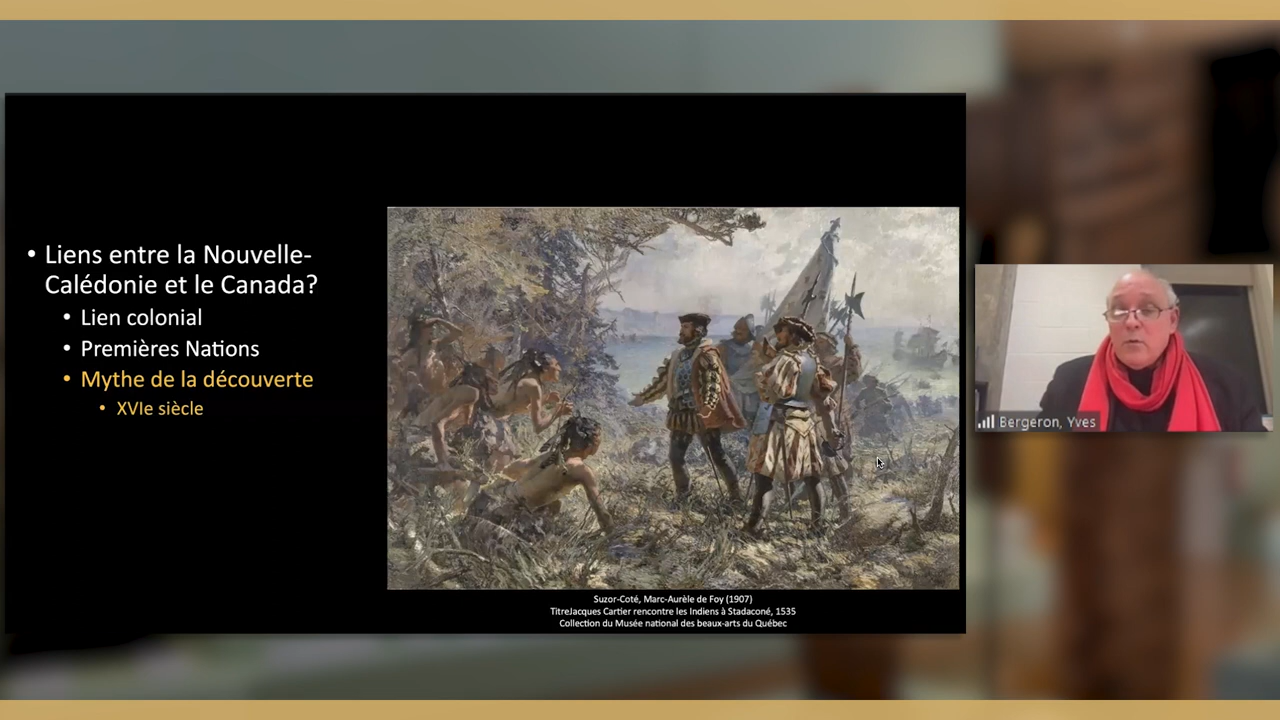 • Liens entre la Nouvelle-
Calédonie et le Canada?
• Lien colonial
• Premières Nations
• Mythe de la découverte
• XVIe siècle
Suzor-Coté, Marc-Aurèle de Foy (1907)
TitreJacques Cartier rencontre les Indiens à Stadaconé, 1535
Collection du Musée national des beaux-arts du Québec
Bergeron, Yves